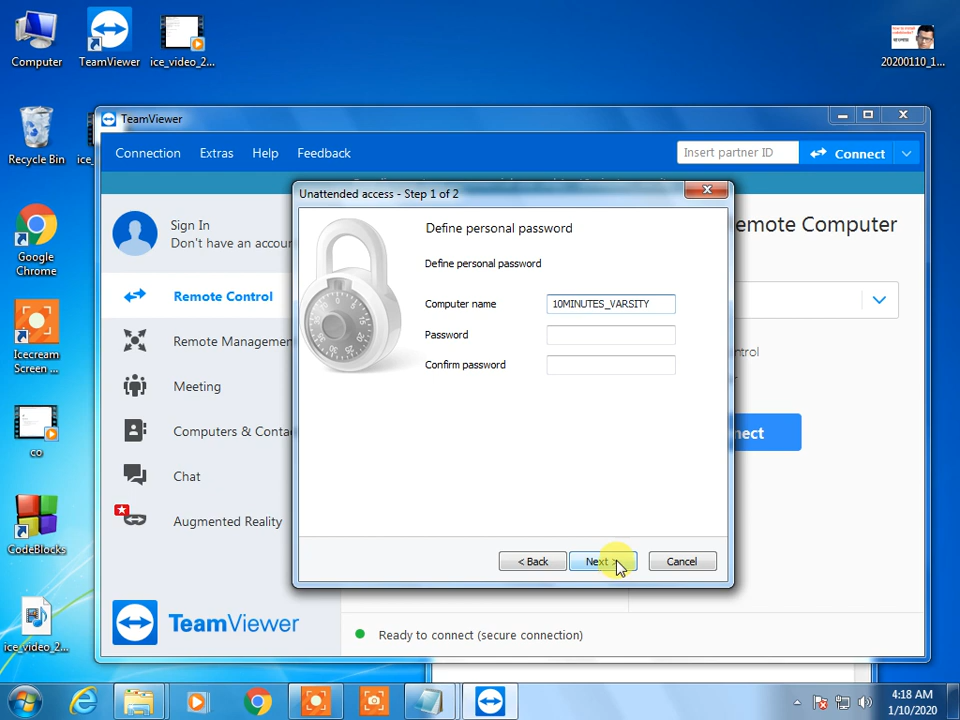 Computer
TeamViewer
ice_video_2...
20200110_1...
Recycle Bin
Google
Chrome
Icecream
Screen ...
co
CodeBlocks
ice_video_2...
TeamViewer
Connection
Extras
Help
Feedback
Insert partner ID
Connect
Sign In
Don't have an accou
Remote Control
Remote Managemen
Meeting
Computers & Conta
Chat
Augmented Reality
TeamViewer
emote Computer
ntrol
nect
Ready to connect (secure connection)
Unattended access - Step 1 of 2
Define personal password
Define personal password
Computer name
10MINUTES_VARSITY
Password
Confirm password
< Back
Next >
Cancel
4:18 AM
1/10/2020